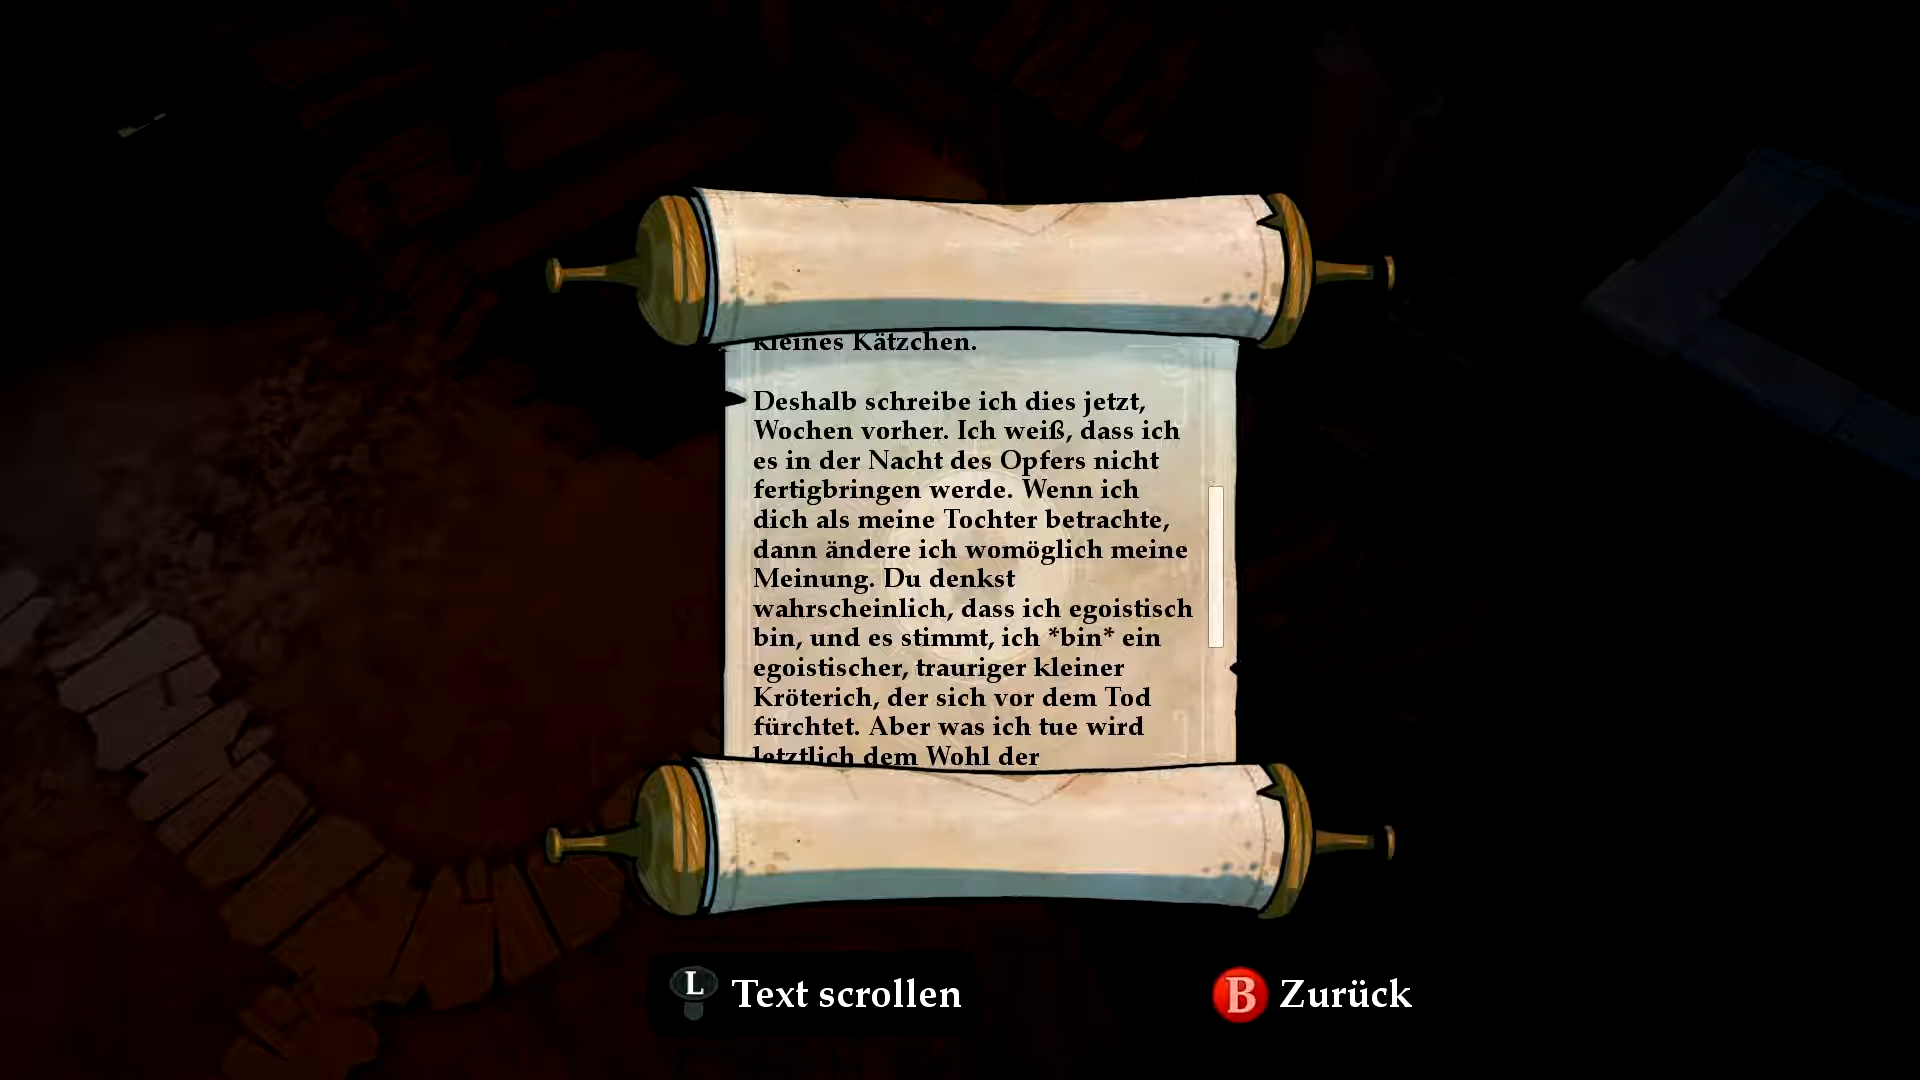 kleines Kätzchen.
Deshalb schreibe ich dies jetzt,
Wochen vorher. Ich weiß, dass ich
es in der Nacht des Opfers nicht
fertigbringen werde. Wenn ich
dich als meine Tochter betrachte,
dann ändere ich womöglich meine
Meinung. Du denkst
wahrscheinlich, dass ich egoistisch
bin, und es stimmt, ich *bin* ein
egoistischer, trauriger kleiner
Kröterich, der sich vor dem Tod
fürchtet. Aber was ich tue wird
letztlich dem Wohl der
L Text scrollen
B Zurück